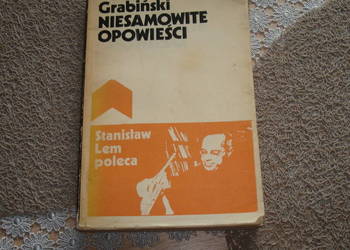 Grabiński
NIESAMOWITE
OPOWIEŚCI
Stanisław
Lem
poleca